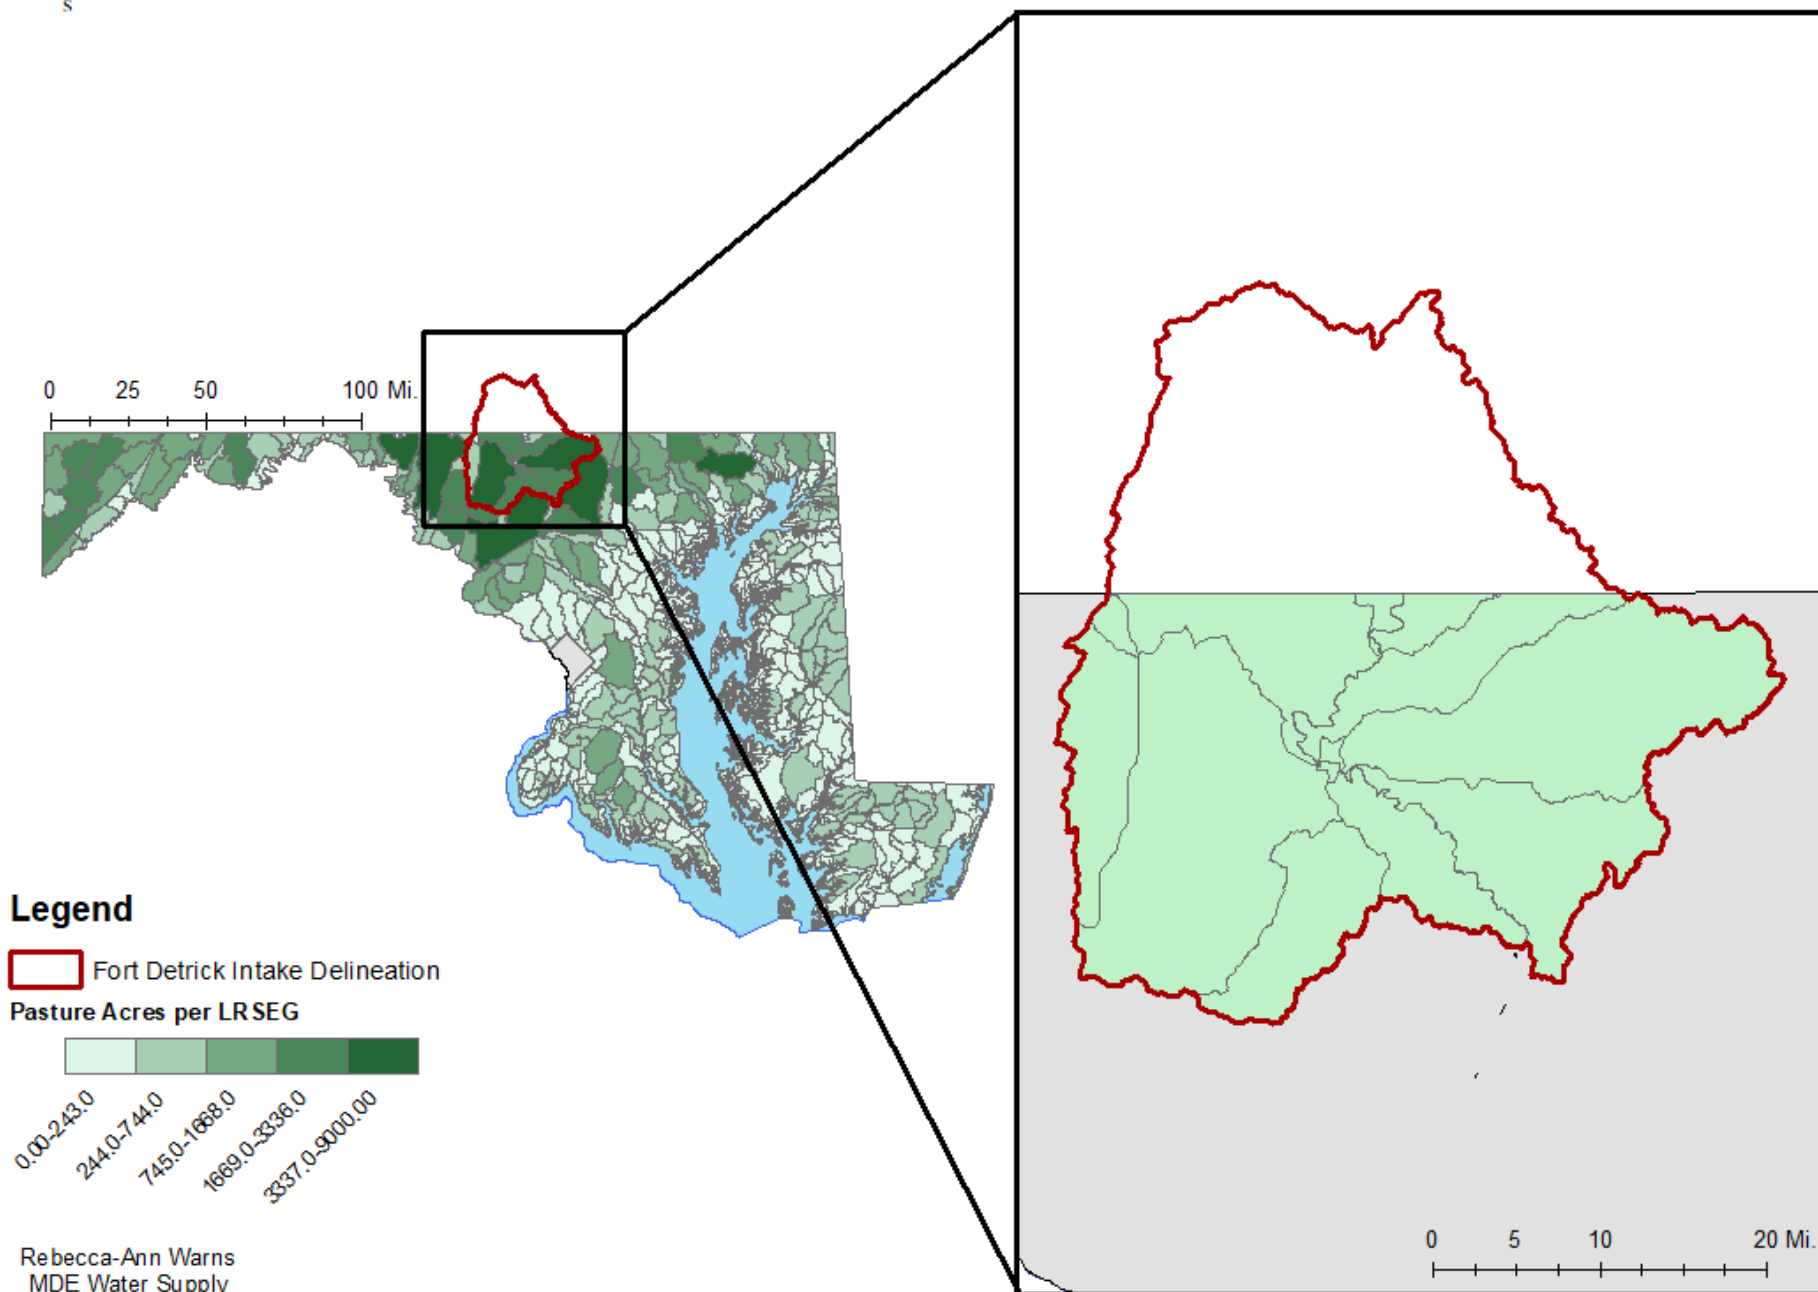 s
0 25 50 100 Mi.
Legend
Fort Detrick Intake Delineation
Pasture Acres per LRSEG
0.00-243.0
244.0-744.0
745.0-1668.0
1669.0-3336.0
3337.0-9000.00
Rebecca-Ann Warns
MDE Water Supply
0 5 10 20 Mi.